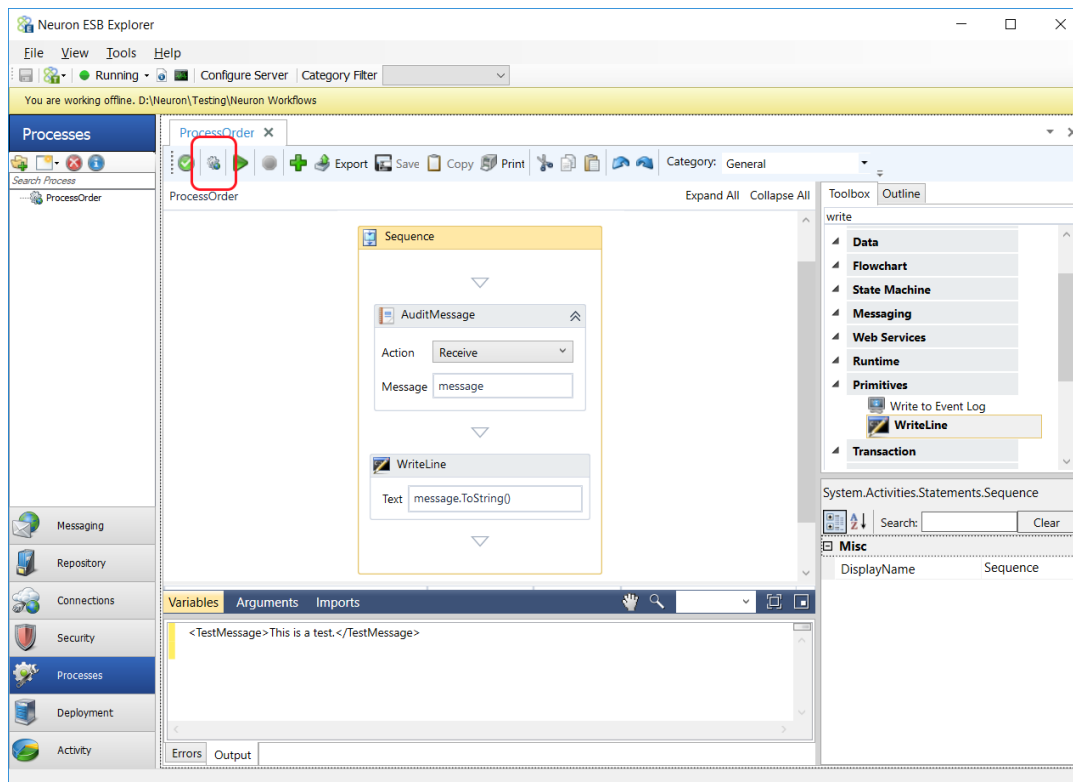 Neuron ESB Explorer
File View Tools Help
Running Configure Server Category Filter
You are working offline. D:\Neuron\Testing\Neuron Workflows
Processes
Search Process
ProcessOrder
Messaging
Repository
Connections
Security
Processes
Deployment
Activity
ProcessOrder
Export Save Copy Print Category: General
ProcessOrder Expand All Collapse All
Sequence
AuditMessage
Action Receive
Message message
WriteLine
Text message.ToString()
Variables Arguments Imports
<TestMessage>This is a test.</TestMessage>
Errors Output
Toolbox Outline
write
Data
Flowchart
State Machine
Messaging
Web Services
Runtime
Primitives
Write to Event Log
WriteLine
Transaction
System.Activities.Statements.Sequence
Search: Clear
Misc
DisplayName Sequence